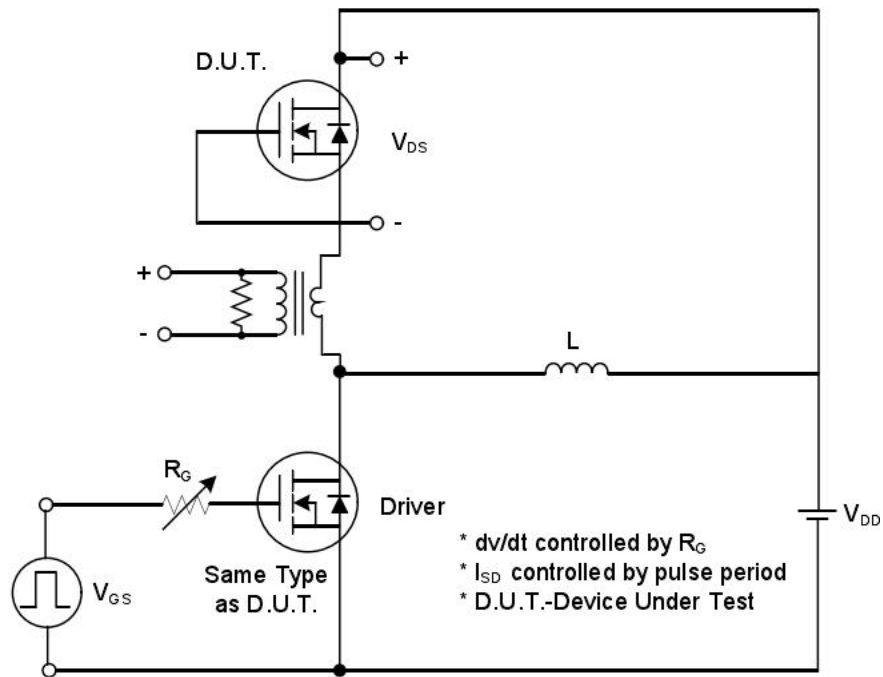 D.U.T.
+
V_DS
-
+
-
L
R_G
Driver
V_DD
V_GS
Same Type
as D.U.T.
* dv/dt controlled by R_G
* I_SD controlled by pulse period
* D.U.T.-Device Under Test